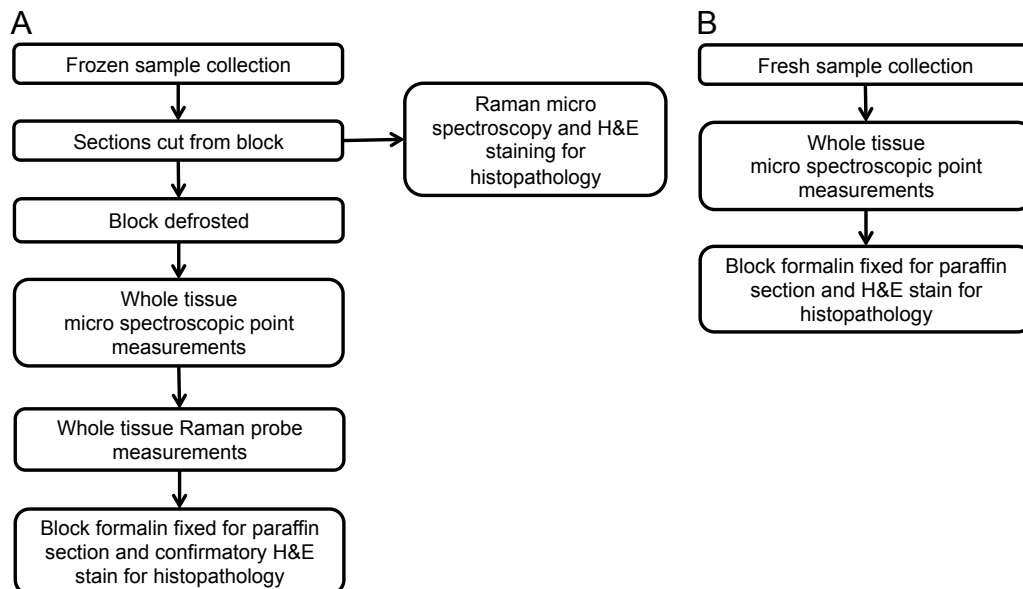 A
Frozen sample collection
Sections cut from block
Raman micro
spectroscopy and H&E
staining for
histopathology
Block defrosted
Whole tissue
micro spectroscopic point
measurements
Whole tissue Raman probe
measurements
Block formalin fixed for paraffin
section and confirmatory H&E
stain for histopathology
B
Fresh sample collection
Whole tissue
micro spectroscopic point
measurements
Block formalin fixed for paraffin
section and H&E stain for
histopathology